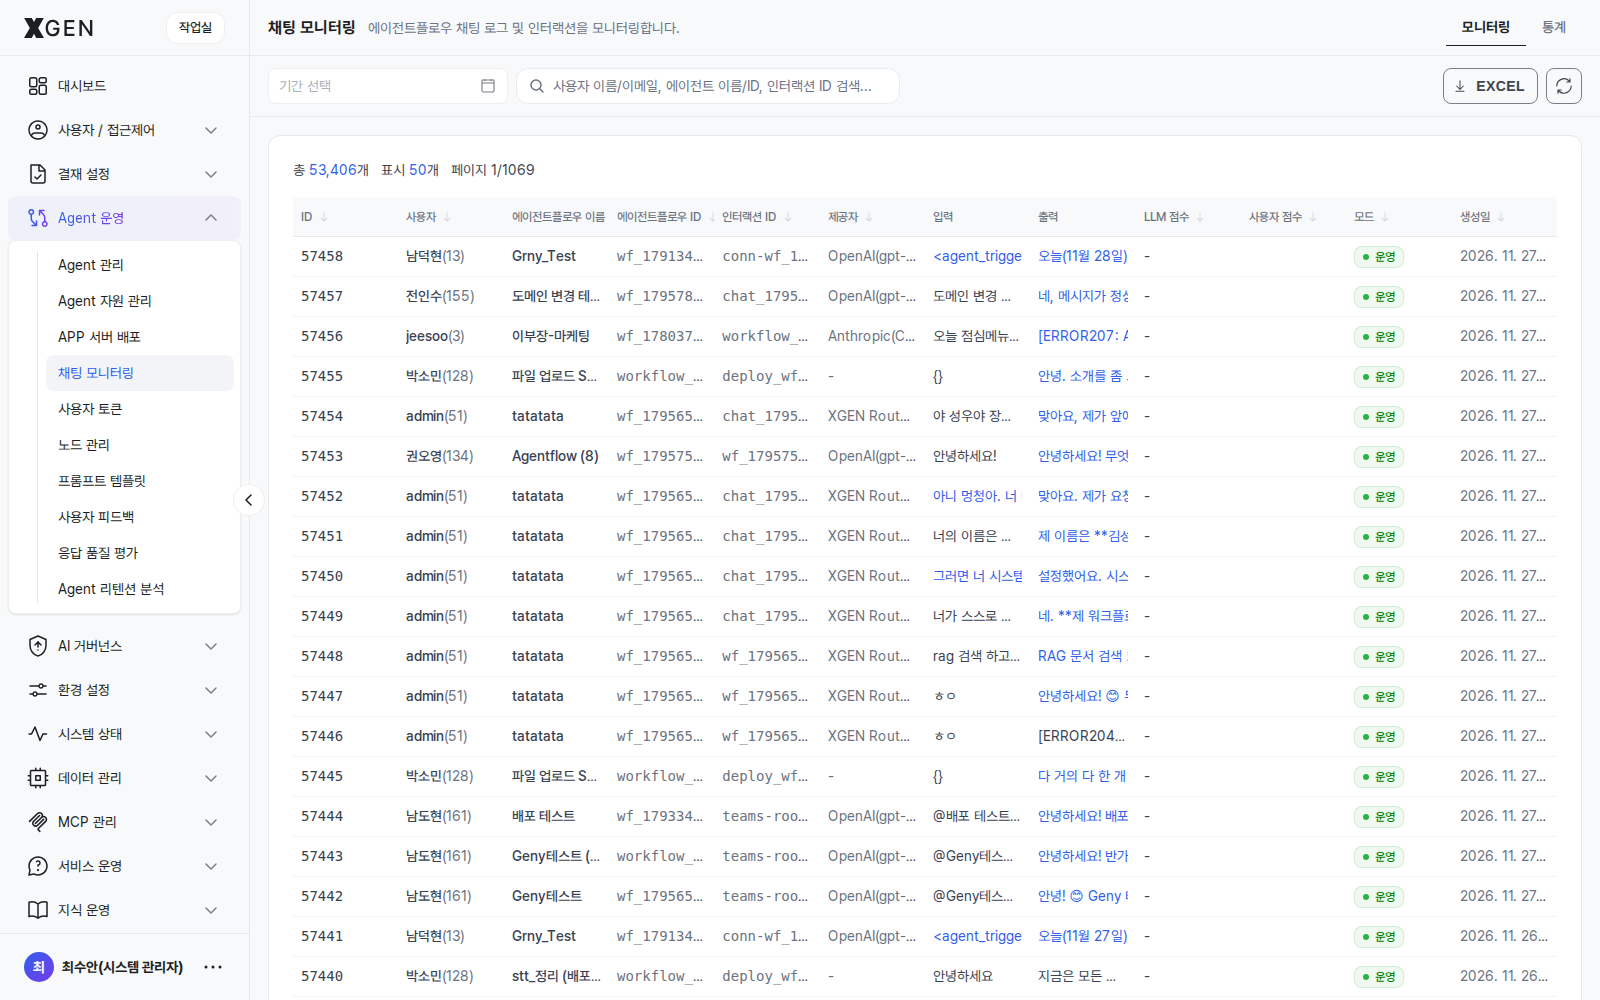 XGEN
작업실
채팅 모니터링 에이전트플로우 채팅 로그 및 인터랙션을 모니터링합니다.
모니터링 통계
기간 선택
사용자 이름/이메일, 에이전트 이름/ID, 인터랙션 ID 검색...
EXCEL
대시보드
사용자 / 접근제어
결재 설정
Agent 운영
Agent 관리
Agent 자원 관리
APP 서버 배포
채팅 모니터링
사용자 토큰
노드 관리
프롬프트 템플릿
사용자 피드백
응답 품질 평가
Agent 리텐션 분석
AI 거버넌스
환경 설정
시스템 상태
데이터 관리
MCP 관리
서비스 운영
지식 운영
최 최수안(시스템 관리자)
총 53,406개 표시 50개 페이지 1/1069
ID 사용자 에이전트플로우 이름 에이전트플로우 ID 인터랙션 ID 제공자 입력 출력 LLM 점수 사용자 점수 모드 생성일
57458 남덕현(13) Grny_Test wf_179134... conn-wf_1... OpenAI(gpt-... <agent_trigge 오늘(11월 28일) - 운영 2026. 11. 27...
57457 전인수(155) 도메인 변경 테... wf_179578... chat_1795... OpenAI(gpt-... 도메인 변경 ... 네, 메시지가 정상 - 운영 2026. 11. 27...
57456 jeesoo(3) 이부장-마케팅 wf_178037... workflow_... Anthropic(C... 오늘 점심메뉴... [ERROR207: A - 운영 2026. 11. 27...
57455 박소민(128) 파일 업로드 S... workflow_... deploy_wf... - {} 안녕. 소개를 좀 - 운영 2026. 11. 27...
57454 admin(51) tatatata wf_179565... chat_1795... XGEN Rout... 야 성우야 장... 맞아요, 제가 앞에 - 운영 2026. 11. 27...
57453 권오영(134) Agentflow (8) wf_179575... wf_179575... OpenAI(gpt-... 안녕하세요! 안녕하세요! 무엇 - 운영 2026. 11. 27...
57452 admin(51) tatatata wf_179565... chat_1795... XGEN Rout... 아니 멍청아. 너 맞아요. 제가 요청 - 운영 2026. 11. 27...
57451 admin(51) tatatata wf_179565... chat_1795... XGEN Rout... 너의 이름은 ... 제 이름은 **김성 - 운영 2026. 11. 27...
57450 admin(51) tatatata wf_179565... chat_1795... XGEN Rout... 그러면 너 시스템 설정했어요. 시스 - 운영 2026. 11. 27...
57449 admin(51) tatatata wf_179565... chat_1795... XGEN Rout... 너가 스스로 ... 네. **제 워크플로 - 운영 2026. 11. 27...
57448 admin(51) tatatata wf_179565... wf_179565... XGEN Rout... rag 검색 하고... RAG 문서 검색 - 운영 2026. 11. 27...
57447 admin(51) tatatata wf_179565... wf_179565... XGEN Rout... ㅎㅇ 안녕하세요! 😊 - 운영 2026. 11. 27...
57446 admin(51) tatatata wf_179565... wf_179565... XGEN Rout... ㅎㅇ [ERROR204... - 운영 2026. 11. 27...
57445 박소민(128) 파일 업로드 S... workflow_... deploy_wf... - {} 다 거의 다 한 개 - 운영 2026. 11. 27...
57444 남도현(161) 배포 테스트 wf_179334... teams-roo... OpenAI(gpt-... @배포 테스트... 안녕하세요! 배포 - 운영 2026. 11. 27...
57443 남도현(161) Geny테스트 (... workflow_... teams-roo... OpenAI(gpt-... @Geny테스... 안녕하세요! 반가 - 운영 2026. 11. 27...
57442 남도현(161) Geny테스트 wf_179565... teams-roo... OpenAI(gpt-... @Geny테스... 안녕! 😊 Geny - 운영 2026. 11. 27...
57441 남덕현(13) Grny_Test wf_179134... conn-wf_1... OpenAI(gpt-... <agent_trigge 오늘(11월 27일) - 운영 2026. 11. 26...
57440 박소민(128) stt_정리 (배포... workflow_... deploy_wf... - 안녕하세요 지금은 모든 ... - 운영 2026. 11. 26...